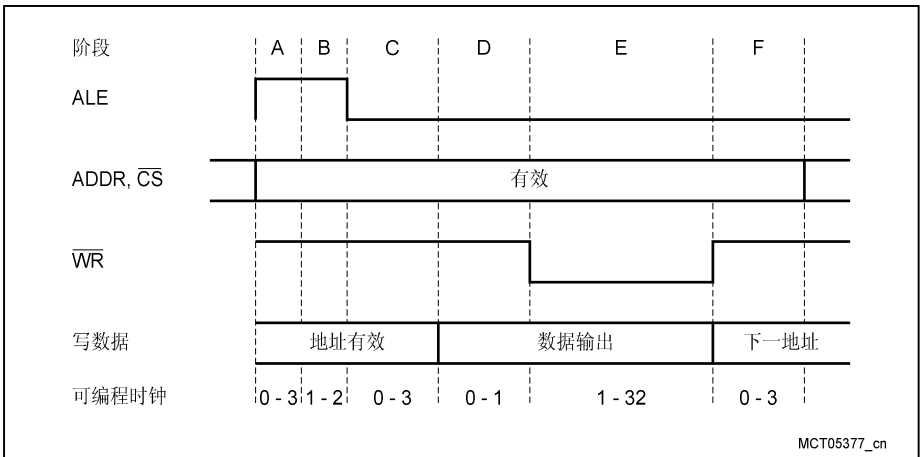 阶段 A B C D E F
ALE
ADDR, C̅S̅ 有效
W̅R̅
写数据 地址有效 数据输出 下一地址
可编程时钟 0 - 3 1 - 2 0 - 3 0 - 1 1 - 32 0 - 3
MCT05377_cn